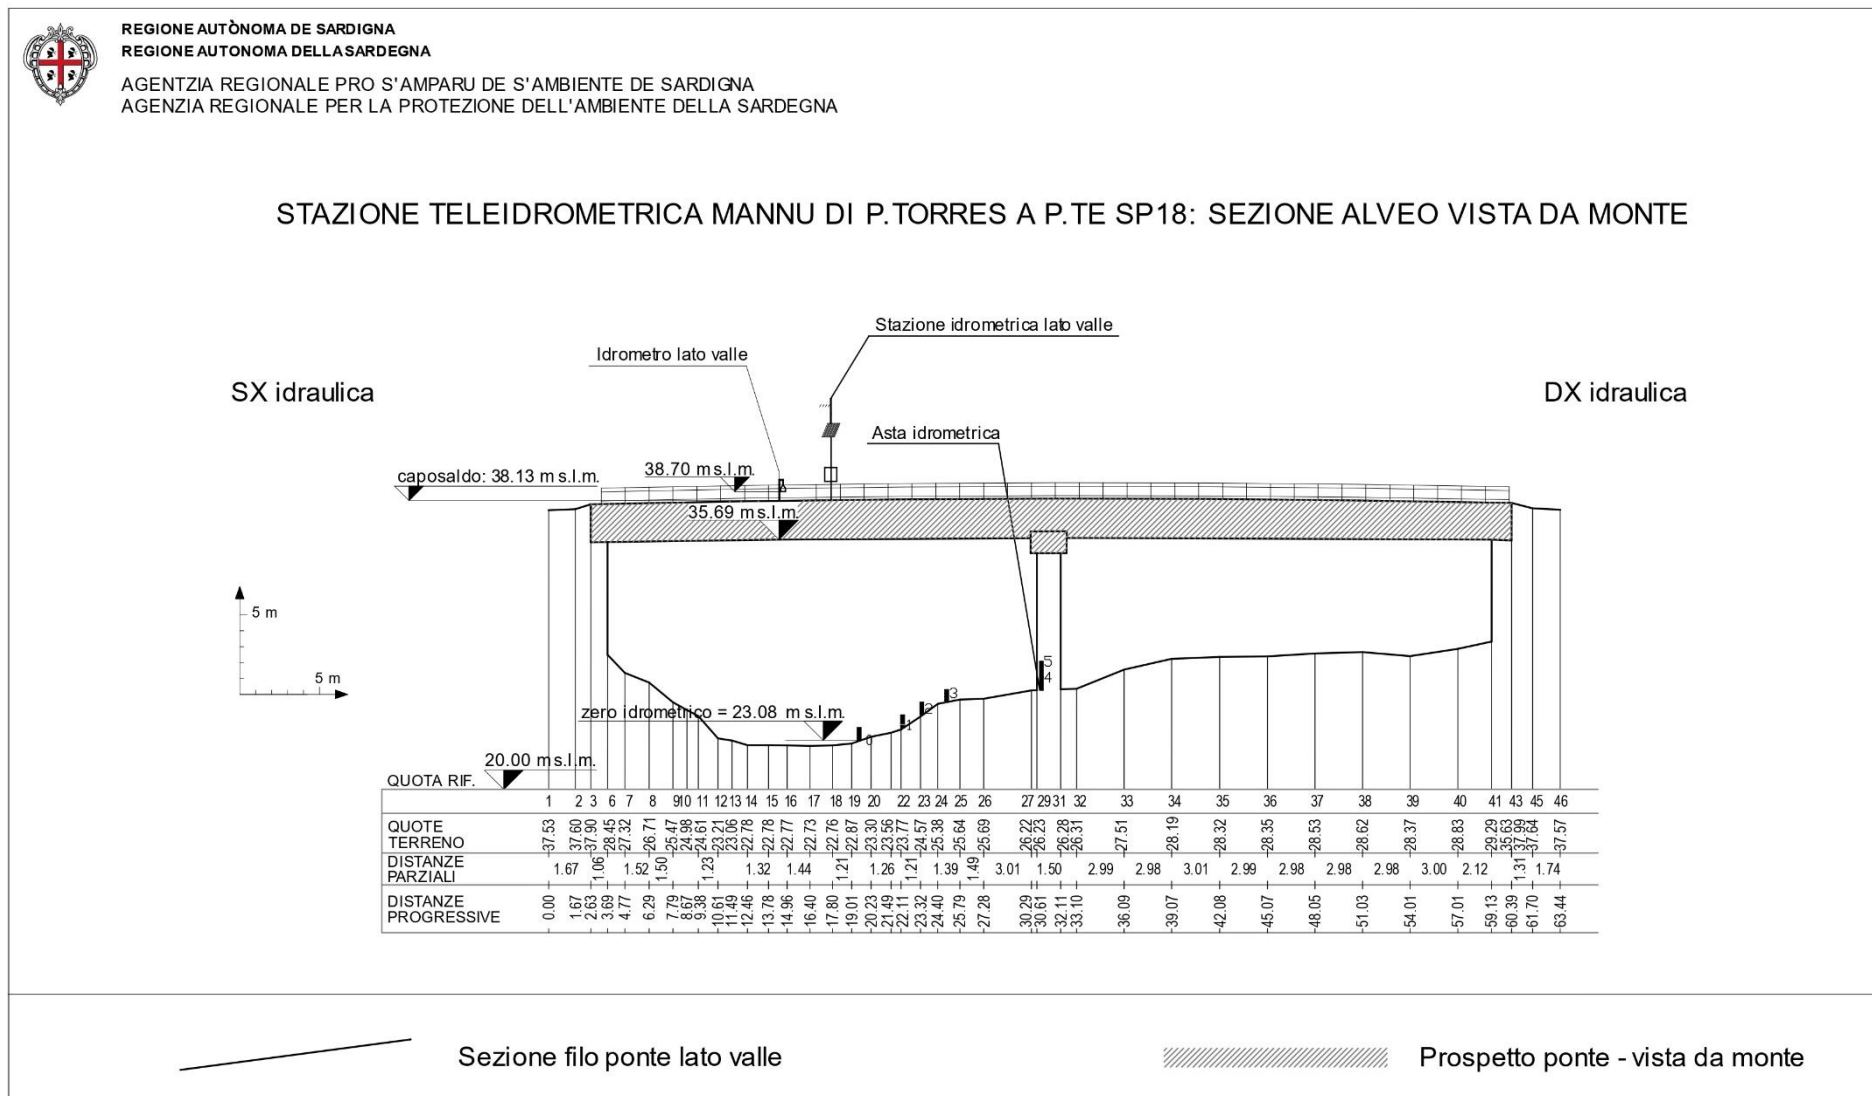 REGIONE AUTÒNOMA DE SARDIGNA
REGIONE AUTONOMA DELLA SARDEGNA
AGENTZIA REGIONALE PRO S'AMPARU DE S'AMBIENTE DE SARDIGNA
AGENZIA REGIONALE PER LA PROTEZIONE DELL'AMBIENTE DELLA SARDEGNA
STAZIONE TELEIDROMETRICA MANNU DI P.TORRES A P.TE SP18: SEZIONE ALVEO VISTA DA MONTE
Stazione idrometrica lato valle
Idrometro lato valle
SX idraulica
DX idraulica
Asta idrometrica
caposaldo: 38.13 m s.l.m.
38.70 m s.l.m.
35.69 m s.l.m.
5 m
5 m
5
4
3
2
1
0
zero idrometrico = 23.08 m s.l.m.
20.00 m s.l.m.
QUOTA RIF.
1 2 3 6 7 8 9 10 11 12 13 14 15 16 17 18 19 20 22 23 24 25 26 27 29 31 32 33 34 35 36 37 38 39 40 41 43 45 46
QUOTE TERRENO
37.53 37.60 37.90 28.45 27.32 26.71 25.47 24.98 24.61 23.21 23.06 22.78 22.78 22.77 22.73 22.76 22.87 23.30 23.56 23.77 24.57 25.38 25.64 25.69 26.22 26.23 26.28 26.31 27.51 28.19 28.32 28.35 28.53 28.62 28.37 28.83 29.29 35.63 37.99 37.64 37.57
DISTANZE PARZIALI
1.67 1.06 1.52 1.50 1.23 1.32 1.44 1.21 1.26 1.21 1.39 1.49 3.01 1.50 2.99 2.98 3.01 2.99 2.98 2.98 2.98 3.00 2.12 1.31 1.74
DISTANZE PROGRESSIVE
0.00 1.67 2.63 3.69 4.77 6.29 7.79 8.67 9.38 10.61 11.49 12.46 13.78 14.96 16.40 17.80 19.01 20.23 21.49 22.11 23.32 24.40 25.79 27.28 30.29 30.61 32.11 33.10 36.09 39.07 42.08 45.07 48.05 51.03 54.01 57.01 59.13 60.39 61.70 63.44
Sezione filo ponte lato valle
Prospetto ponte - vista da monte